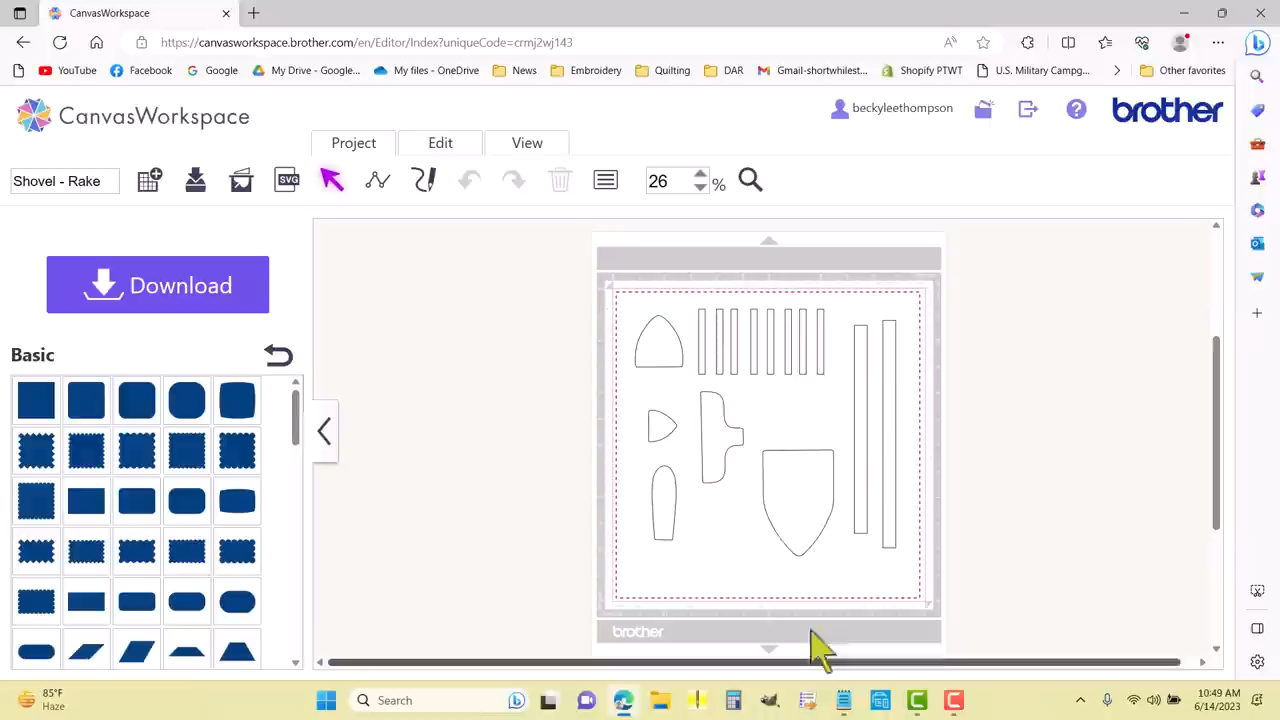 CanvasWorkspace
https://canvasworkspace.brother.com/en/Editor/Index?uniqueCode=crmj2wj143
YouTube
Facebook
Google
My Drive - Google...
My files - OneDrive
News
Embroidery
Quilting
DAR
Gmail-shortwhilest...
Shopify PTWT
U.S. Military Campg...
Other favorites
CanvasWorkspace
beckyleethompson
brother
Project
Edit
View
Shovel - Rake
SVG
26
%
Download
Basic
brother
85°F
Haze
Search
10:49 AM
6/14/2023